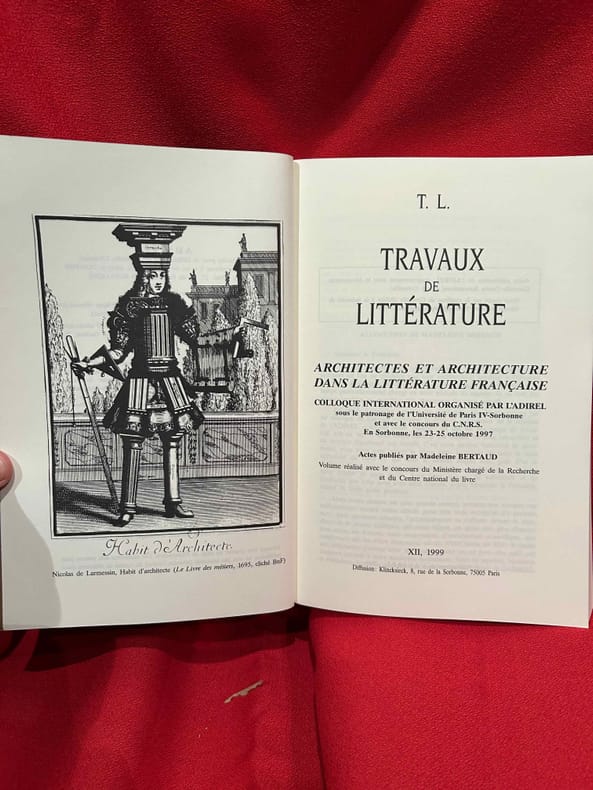 Habit d'Architecte.
Nicolas de Larmessin, Habit d'architecte (Le Livre des métiers, 1695, cliché BnF)
T. L.
TRAVAUX
DE
LITTÉRATURE
ARCHITECTES ET ARCHITECTURE
DANS LA LITTÉRATURE FRANÇAISE
COLLOQUE INTERNATIONAL ORGANISÉ PAR L'ADIREL
sous le patronage de l'Université de Paris IV-Sorbonne
et avec le concours du C.N.R.S.
En Sorbonne, les 23-25 octobre 1997
Actes publiés par Madeleine BERTAUD
Volume réalisé avec le concours du Ministère chargé de la Recherche
et du Centre national du livre
XII, 1999
Diffusion : Klincksieck, 8, rue de la Sorbonne, 75005 Paris